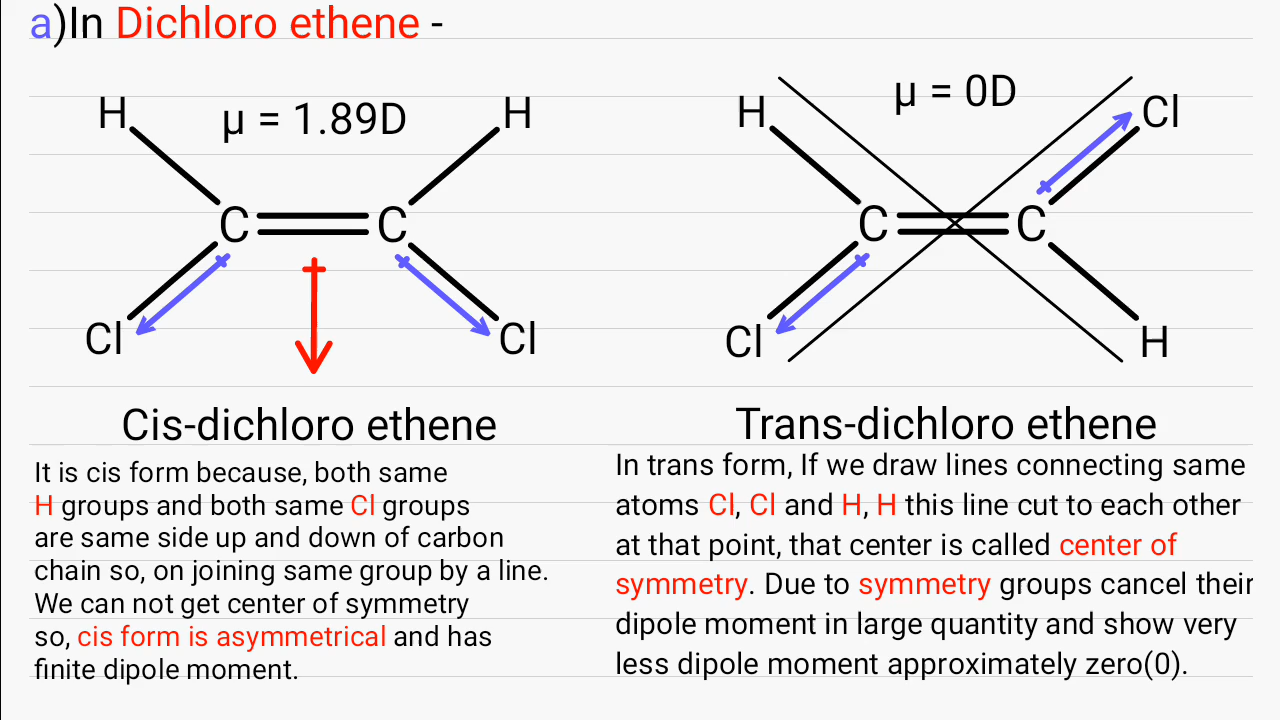 a)In Dichloro ethene -
H μ = 1.89D H
C C
Cl Cl
Cis-dichloro ethene
It is cis form because, both same
H groups and both same Cl groups
are same side up and down of carbon
chain so, on joining same group by a line.
We can not get center of symmetry
so, cis form is asymmetrical and has
finite dipole moment.
H μ = 0D Cl
C C
Cl H
Trans-dichloro ethene
In trans form, If we draw lines connecting same
atoms Cl, Cl and H, H this line cut to each other
at that point, that center is called center of
symmetry. Due to symmetry groups cancel their
dipole moment in large quantity and show very
less dipole moment approximately zero(0).